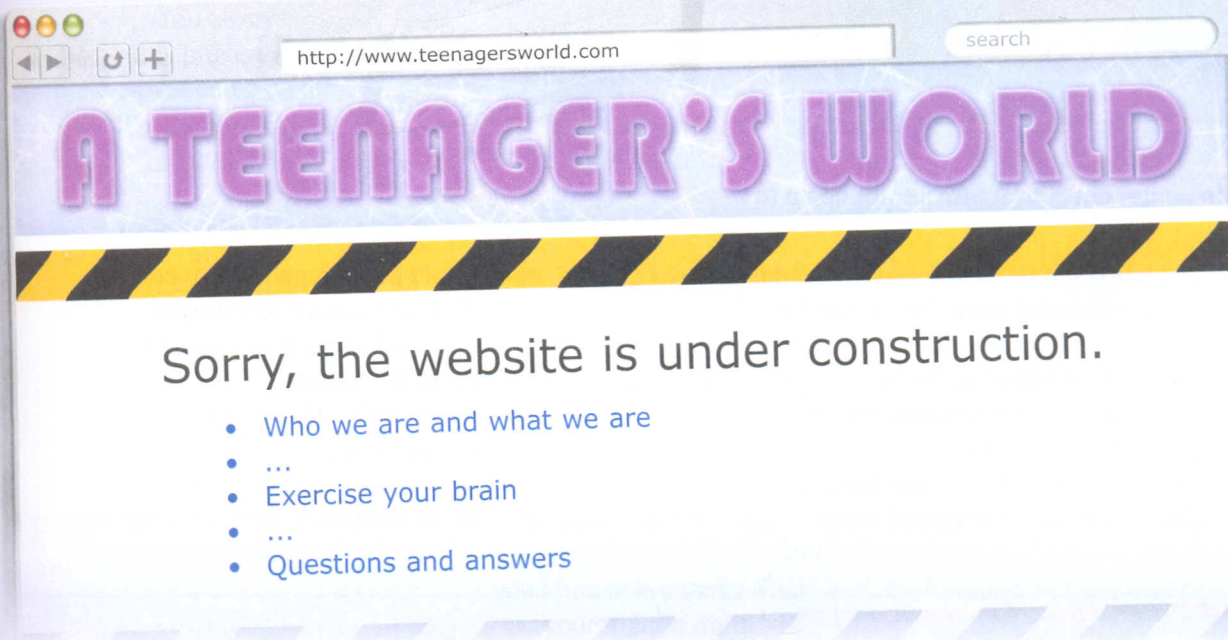 http://www.teenagersworld.com
search
A TEENAGER'S WORLD
Sorry, the website is under construction.
• Who we are and what we are
• ...
• Exercise your brain
• ...
• Questions and answers